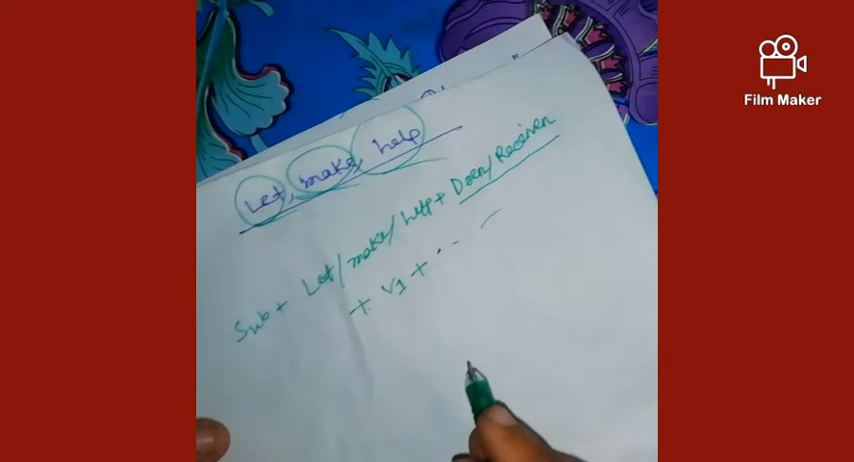 Let, make, help
Sub + Let/make/help + Doer/Receiver
+ V1 + ...
Film Maker